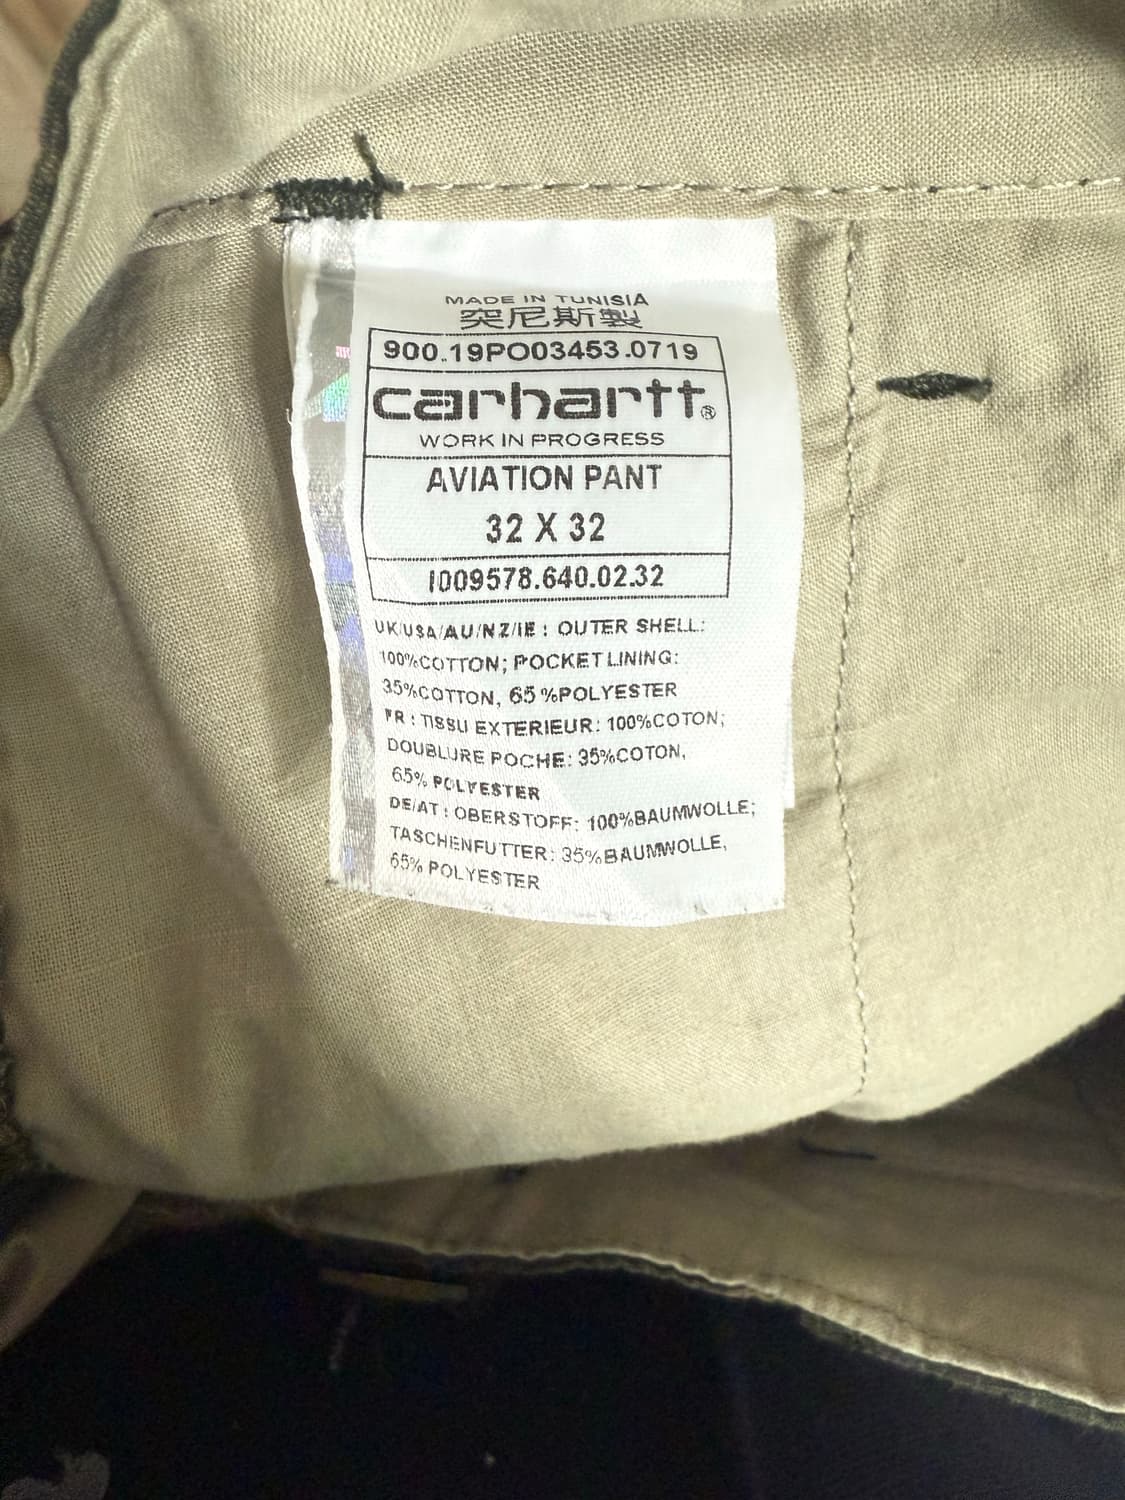 MADE IN TUNISIA
突尼斯製
900.19PO03453.0719
carhartt®
WORK IN PROGRESS
AVIATION PANT
32 X 32
I009578.640.02.32
UK/USA/AU/NZ/IE : OUTER SHELL:
100%COTTON; POCKET LINING:
35%COTTON, 65%POLYESTER
FR : TISSU EXTERIEUR: 100%COTON;
DOUBLURE POCHE: 35%COTON,
65% POLYESTER
DE/AT : OBERSTOFF: 100%BAUMWOLLE;
TASCHENFUTTER: 35%BAUMWOLLE,
65% POLYESTER